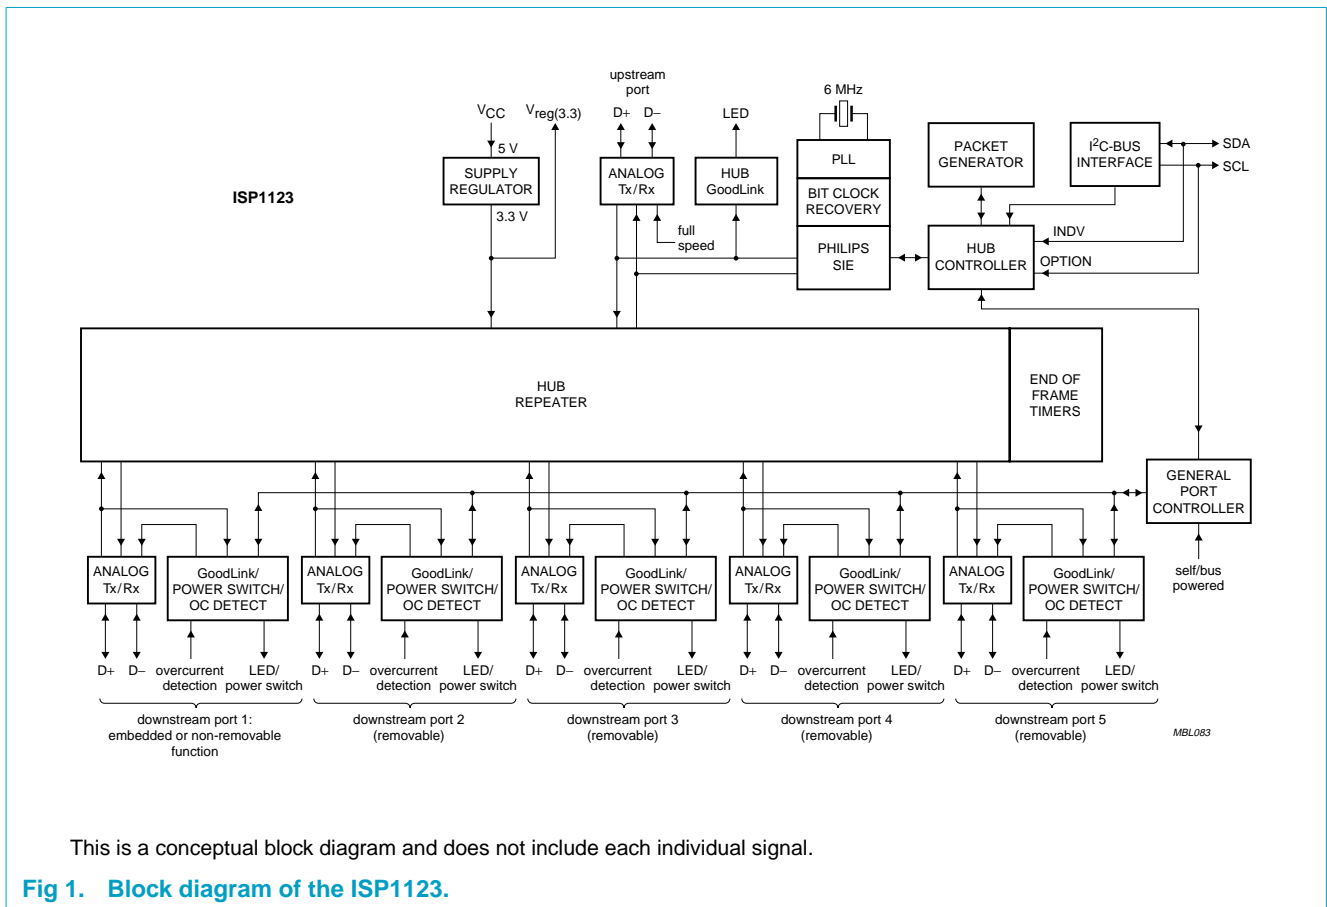 upstream
port
6 MHz
VCC
Vreg(3.3)
D+
D−
LED
5 V
SUPPLY
REGULATOR
3.3 V
ANALOG
Tx/Rx
full
speed
HUB
GoodLink
PLL
BIT CLOCK
RECOVERY
PHILIPS
SIE
PACKET
GENERATOR
I2C-BUS
INTERFACE
SDA
SCL
INDV
OPTION
HUB
CONTROLLER
ISP1123
HUB
REPEATER
END OF
FRAME
TIMERS
GENERAL
PORT
CONTROLLER
self/bus
powered
ANALOG
Tx/Rx
GoodLink/
POWER SWITCH/
OC DETECT
D+
D−
overcurrent
detection
LED/
power switch
downstream port 1:
embedded or non-removable
function
ANALOG
Tx/Rx
GoodLink/
POWER SWITCH/
OC DETECT
D+
D−
overcurrent
detection
LED/
power switch
downstream port 2
(removable)
ANALOG
Tx/Rx
GoodLink/
POWER SWITCH/
OC DETECT
D+
D−
overcurrent
detection
LED/
power switch
downstream port 3
(removable)
ANALOG
Tx/Rx
GoodLink/
POWER SWITCH/
OC DETECT
D+
D−
overcurrent
detection
LED/
power switch
downstream port 4
(removable)
ANALOG
Tx/Rx
GoodLink/
POWER SWITCH/
OC DETECT
D+
D−
overcurrent
detection
LED/
power switch
downstream port 5
(removable)
MBL083
This is a conceptual block diagram and does not include each individual signal.
Fig 1. Block diagram of the ISP1123.